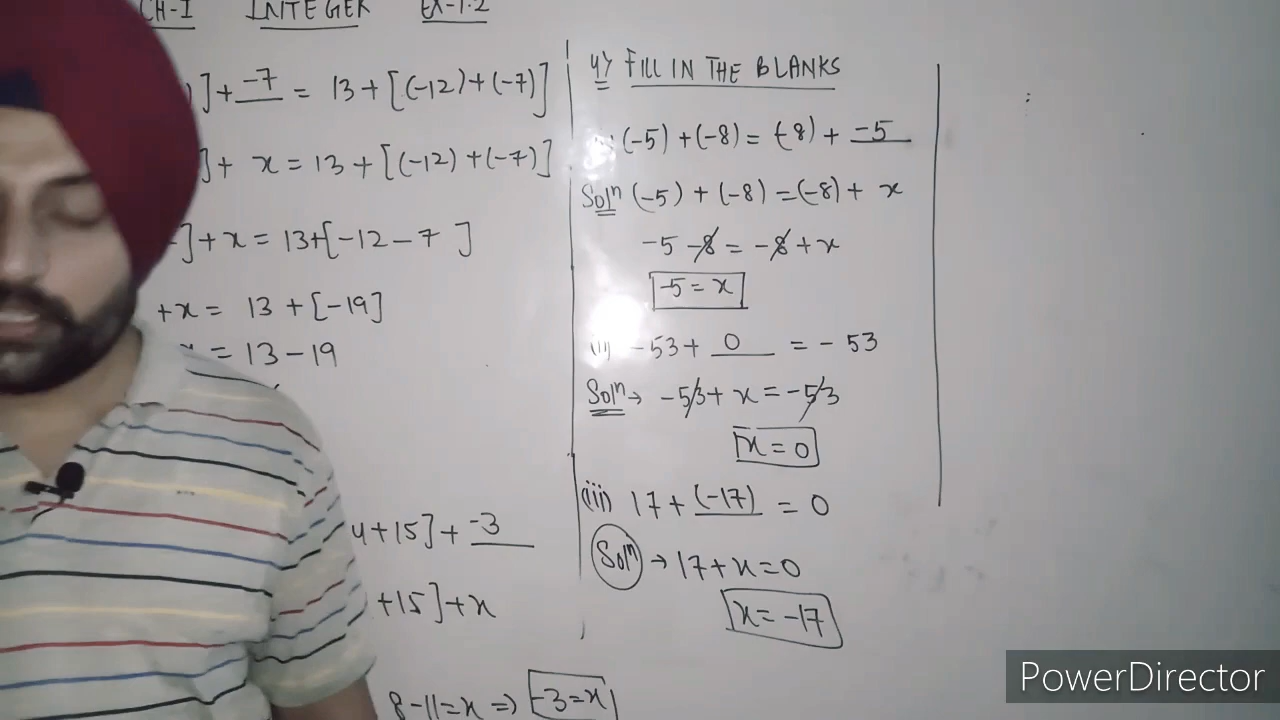 CH-I INTEGER EX-1.2
]+ -7 = 13+[(-12)+(-7)]
]+ x = 13+[(-12)+(-7)]
]+x = 13+[-12-7]
+x = 13+[-19]
= 13-19
4+15]+ -3
+15]+x
8-11=x => -3=x
4) FILL IN THE BLANKS
(-5)+(-8)=(-8)+ -5
Soln (-5)+(-8)=(-8)+ x
-5-8=-8+x
-5=x
(ii) -53+ 0 = -53
Soln → -53+x=-53
x=0
(iii) 17+ (-17) = 0
Soln → 17+x=0
x=-17
PowerDirector